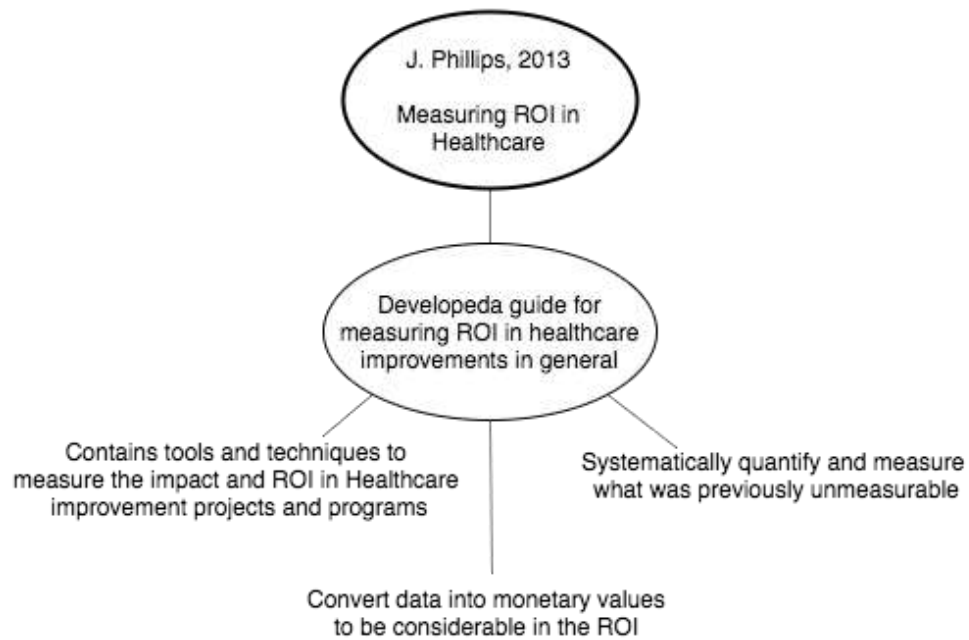 J. Phillips, 2013
Measuring ROI in
Healthcare
Developeda guide for
measuring ROI in healthcare
improvements in general
Contains tools and techniques to
measure the impact and ROI in Healthcare
improvement projects and programs
Systematically quantify and measure
what was previously unmeasurable
Convert data into monetary values
to be considerable in the ROI